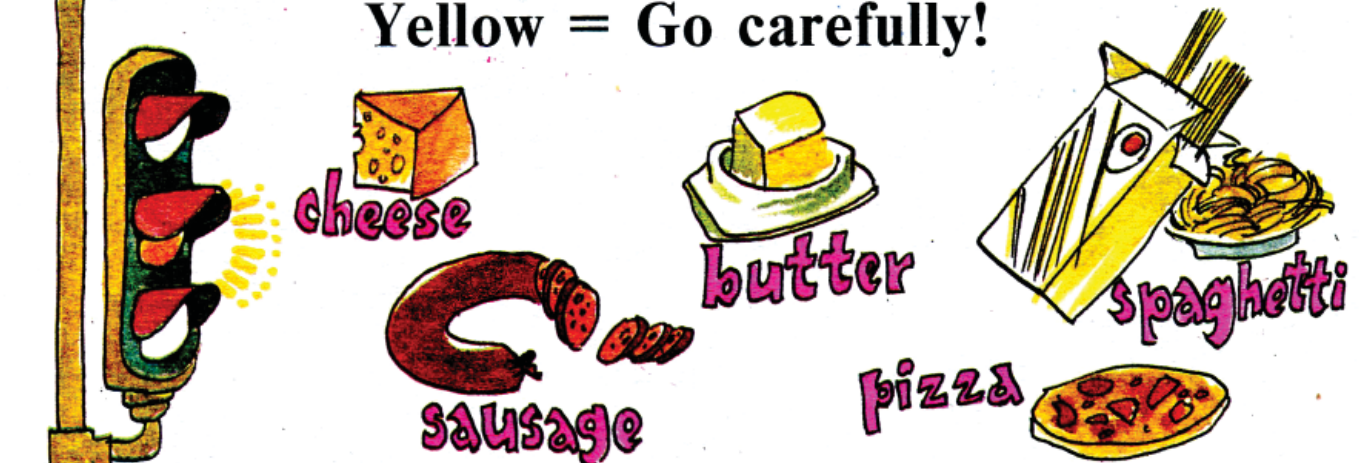 Yellow = Go carefully!
cheese
butter
spaghetti
sausage
pizza